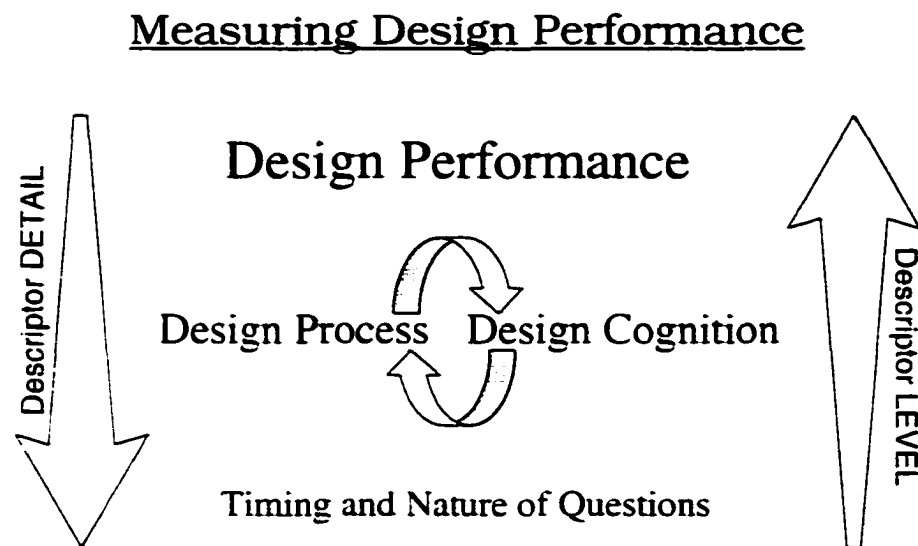 Measuring Design Performance
Design Performance
Descriptor DETAIL
Descriptor LEVEL
Design Process Design Cognition
Timing and Nature of Questions